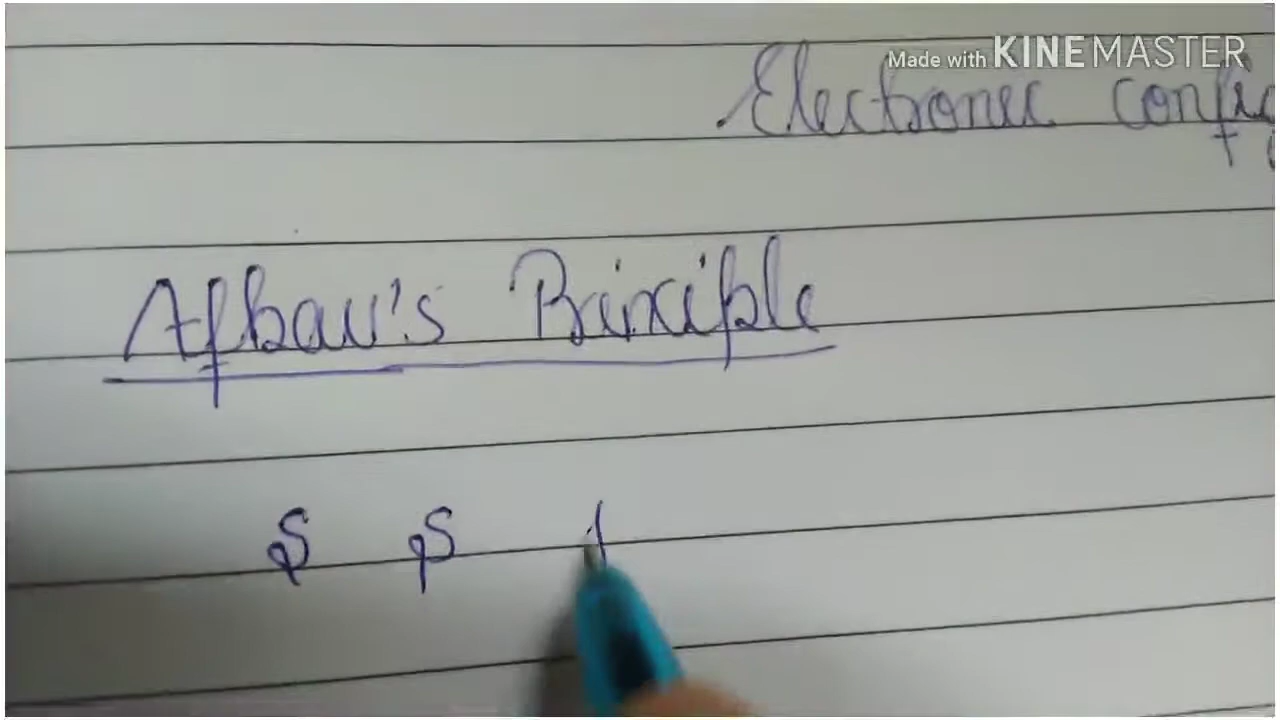 Made with KINEMASTER
Electronic config
Afbau's Principle
S S